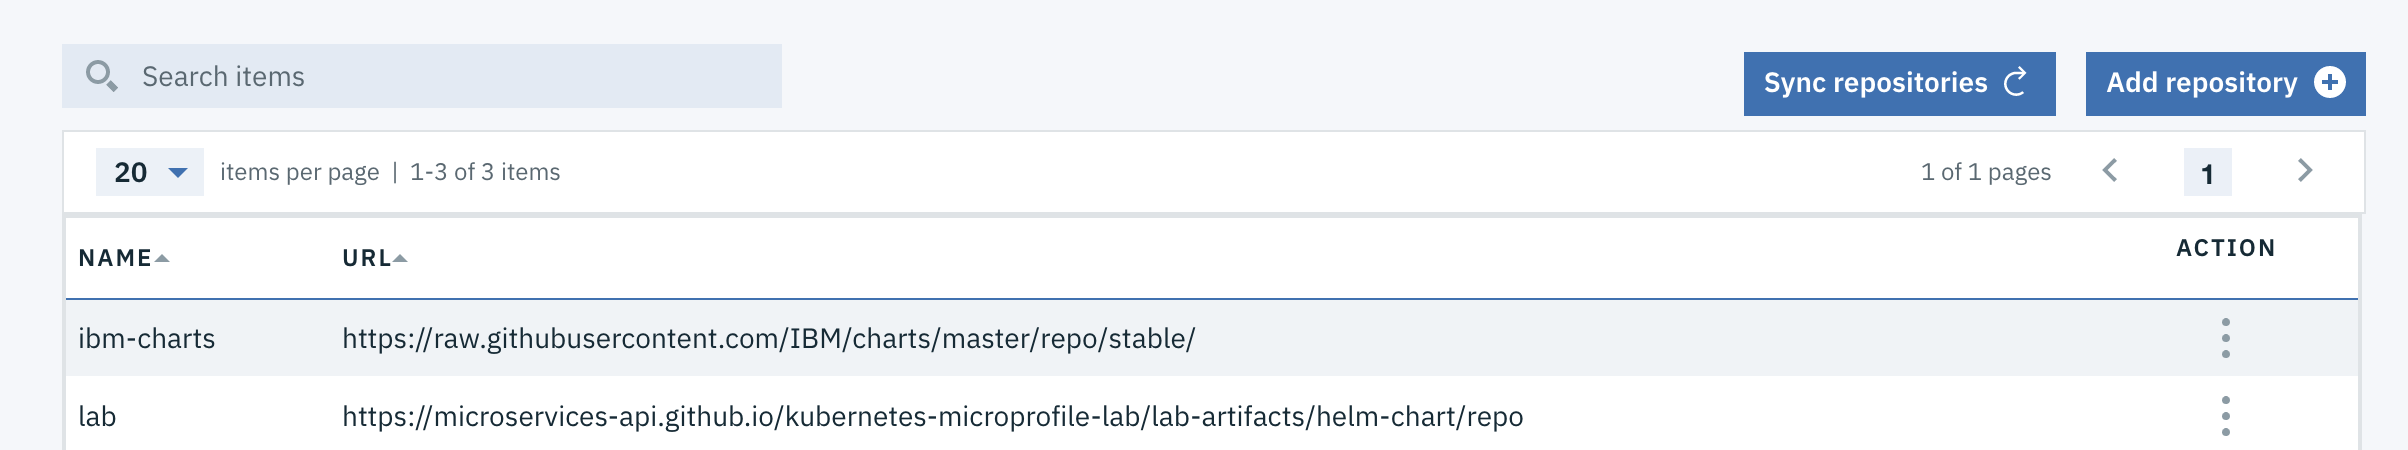 Search items
Sync repositories
Add repository
20 items per page | 1-3 of 3 items
1 of 1 pages 1
NAME URL ACTION
ibm-charts https://raw.githubusercontent.com/IBM/charts/master/repo/stable/
lab https://microservices-api.github.io/kubernetes-microprofile-lab/lab-artifacts/helm-chart/repo